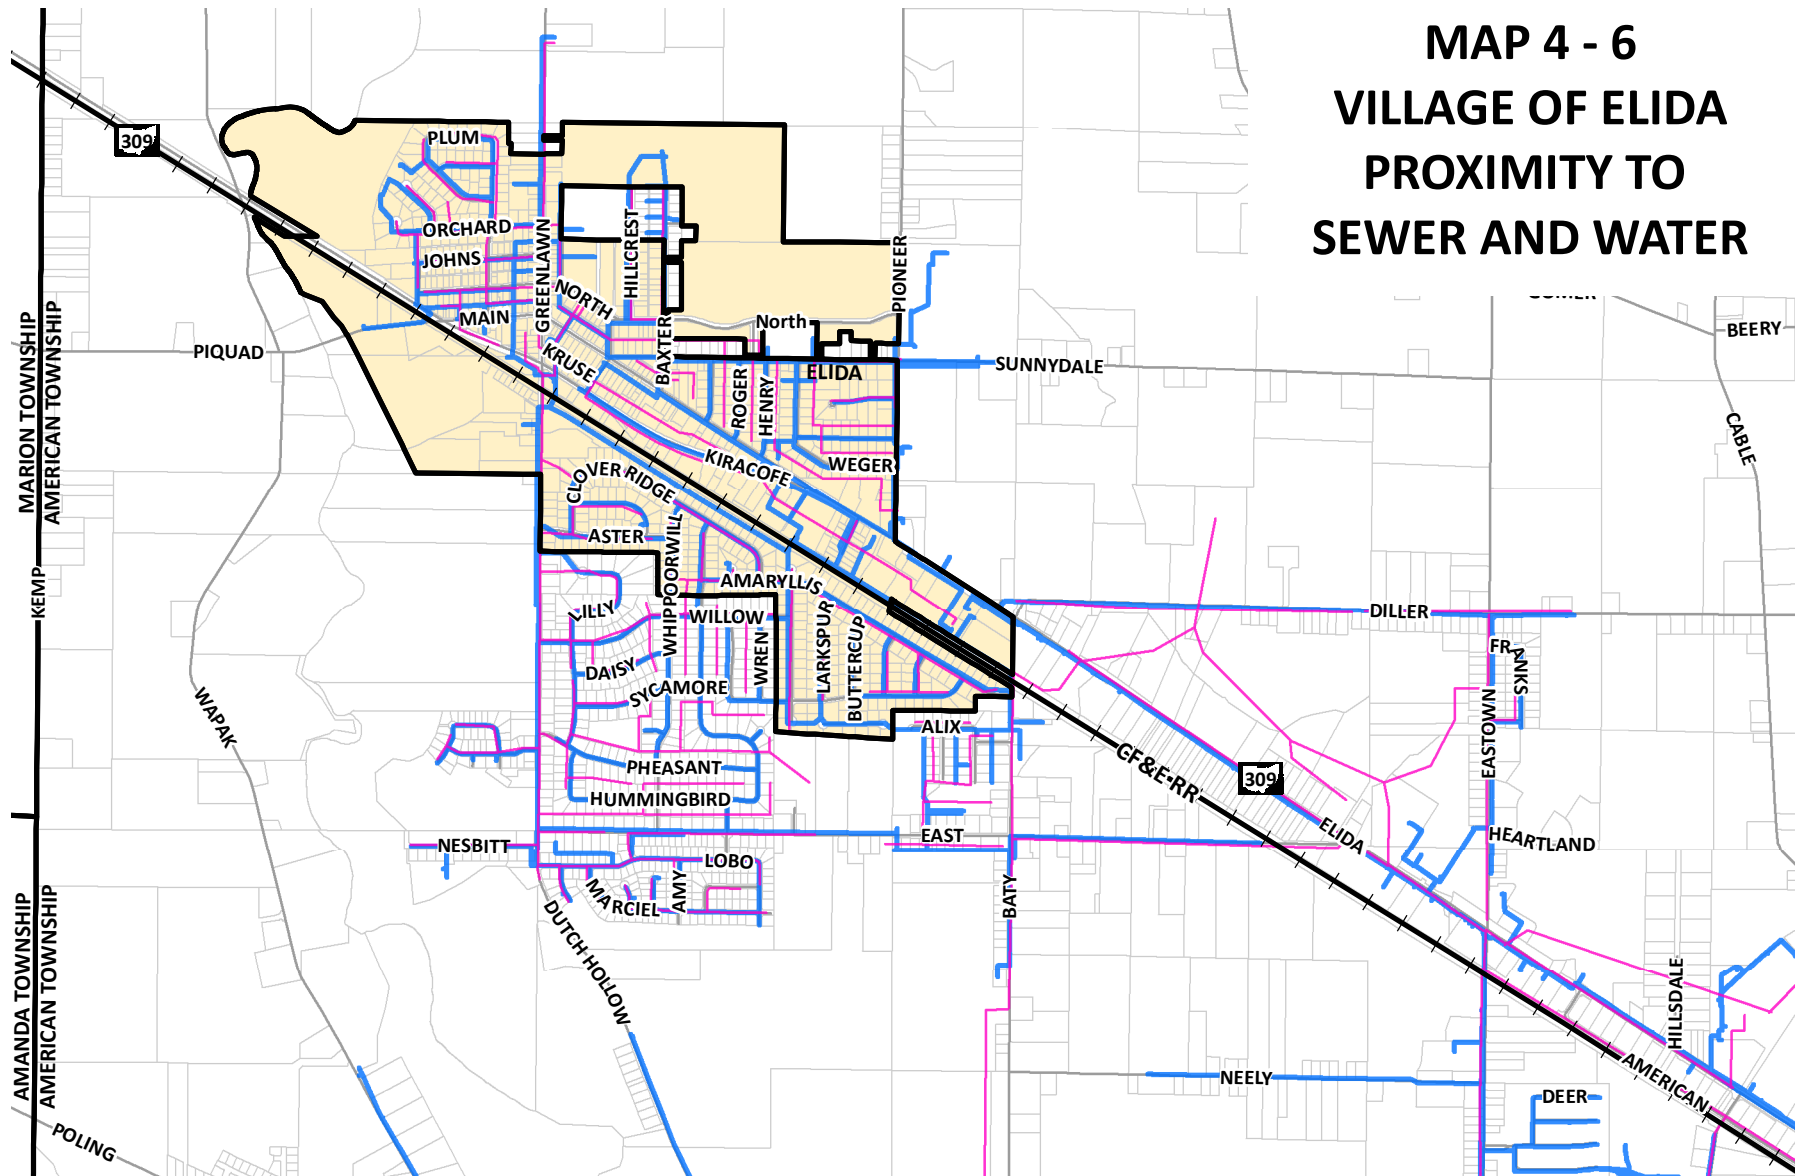 MAP 4 - 6
VILLAGE OF ELIDA
PROXIMITY TO
SEWER AND WATER
309
PLUM
ORCHARD
JOHNS
GREENLAWN
HILLCREST
NORTH
MAIN
PIONEER
North
BAXTER
KRUSE
PIQUAD
MARION TOWNSHIP
AMERICAN TOWNSHIP
SUNNYDALE
BEERY
CABLE
ELIDA
ROGER
HENRY
WEGER
KIRACOFE
CLOVER RIDGE
ASTER
WHIPPOORWILL
AMARYLLIS
KEMP
LILLY
WILLOW
WREN
LARKSPUR
BUTTERCUP
DILLER
FRANKS
DAISY
SYCAMORE
EASTOWN
WAPAK
ALIX
PHEASANT
HUMMINGBIRD
CF&E RR
309
ELIDA
HEARTLAND
NESBITT
EAST
LOBO
AMY
MARCIEL
BATY
DUTCH HOLLOW
AMANDA TOWNSHIP
AMERICAN TOWNSHIP
HILLSDALE
NEELY
AMERICAN
DEER
POLING